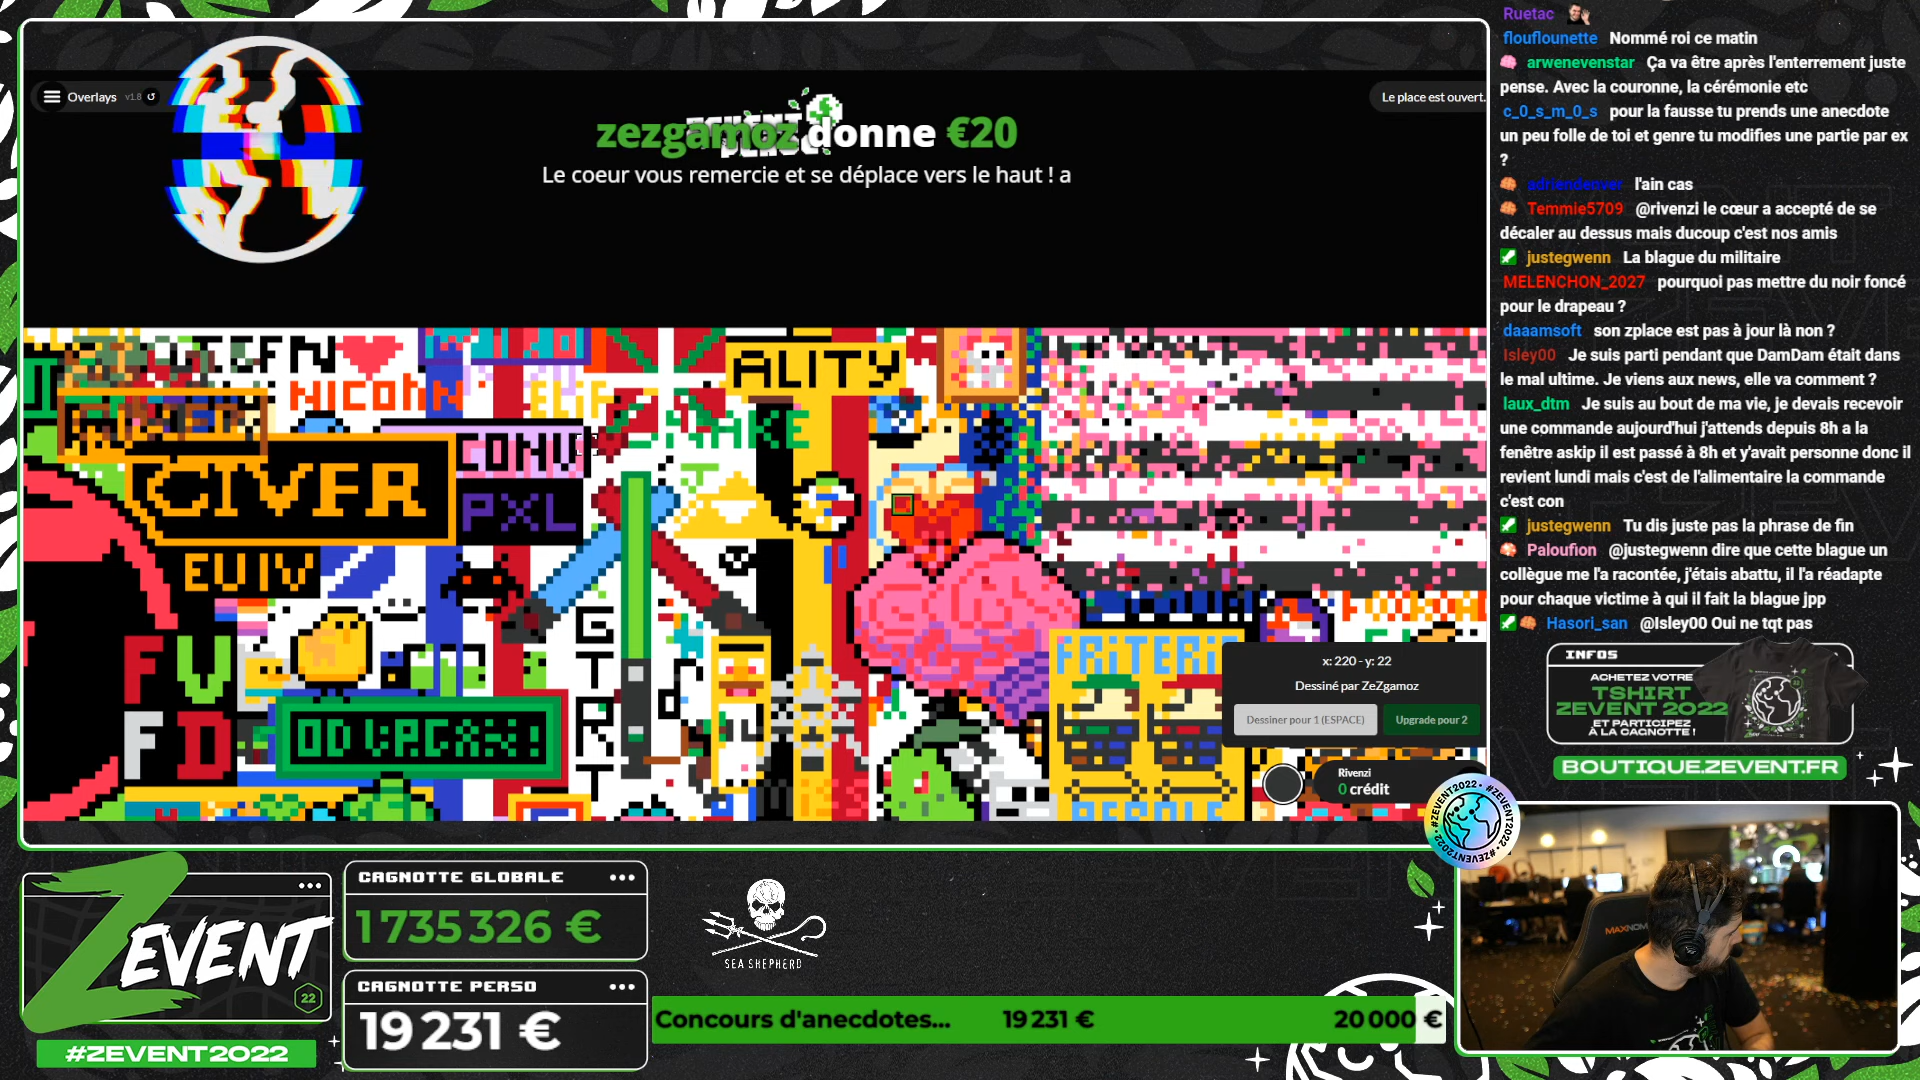 Overlays v1.8
zezgamoz donne €20
Le coeur vous remercie et se déplace vers le haut ! a
Le place est ouvert.
NICOhN
ALITY
CIVFR
PXL
EUIV
G
T
R
T
F V
F D
FRITERI
x: 220 - y: 22
Dessiné par ZeZgamoz
Dessiner pour 1 (ESPACE)
Upgrade pour 2
Rivenzi
0 crédit
Ruetac
flouflounette Nommé roi ce matin
arwenevenstar Ça va être après l'enterrement juste
pense. Avec la couronne, la cérémonie etc
c_0_s_m_0_s pour la fausse tu prends une anecdote
un peu folle de toi et genre tu modifies une partie par ex
?
adriendenver l'ain cas
Temmie5709 @rivenzi le cœur a accepté de se
décaler au dessus mais ducoup c'est nos amis
justegwenn La blague du militaire
MELENCHON_2027 pourquoi pas mettre du noir foncé
pour le drapeau ?
daaamsoft son zplace est pas à jour là non ?
Isley00 Je suis parti pendant que DamDam était dans
le mal ultime. Je viens aux news, elle va comment ?
laux_dtm Je suis au bout de ma vie, je devais recevoir
une commande aujourd'hui j'attends depuis 8h a la
fenêtre askip il est passé à 8h et y'avait personne donc il
revient lundi mais c'est de l'alimentaire la commande
c'est con
justegwenn Tu dis juste pas la phrase de fin
Paloufion @justegwenn dire que cette blague un
collègue me l'a racontée, j'étais abattu, il l'a réadapte
pour chaque victime à qui il fait la blague jpp
Hasori_san @Isley00 Oui ne tqt pas
INFOS
ACHETEZ VOTRE
TSHIRT
ZEVENT 2022
ET PARTICIPEZ
À LA CAGNOTTE !
BOUTIQUE.ZEVENT.FR
#ZEVENT2022 • #ZEVENT2022 • #ZEVENT2022
MAXNOM
ZEVENT
22
#ZEVENT2022
CAGNOTTE GLOBALE
1 735 326 €
CAGNOTTE PERSO
19 231 €
SEA SHEPHERD
Concours d'anecdotes... 19 231 € 20 000 €